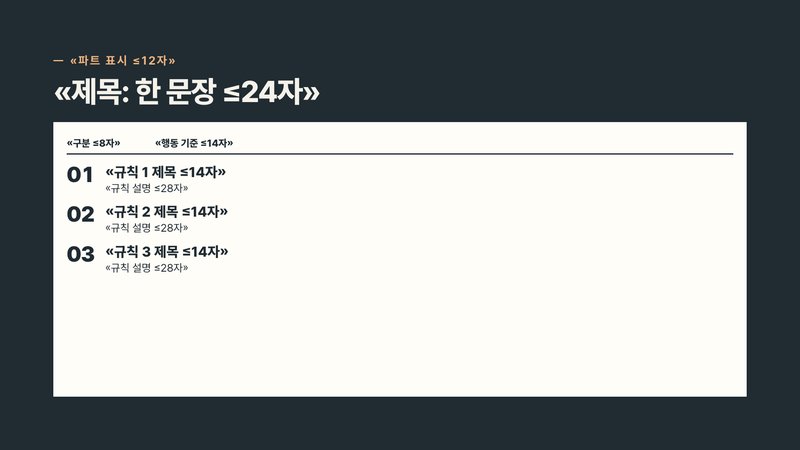 — «파트 표시 ≤12자»
«제목: 한 문장 ≤24자»
«구분 ≤8자» «행동 기준 ≤14자»
01 «규칙 1 제목 ≤14자»
«규칙 설명 ≤28자»
02 «규칙 2 제목 ≤14자»
«규칙 설명 ≤28자»
03 «규칙 3 제목 ≤14자»
«규칙 설명 ≤28자»